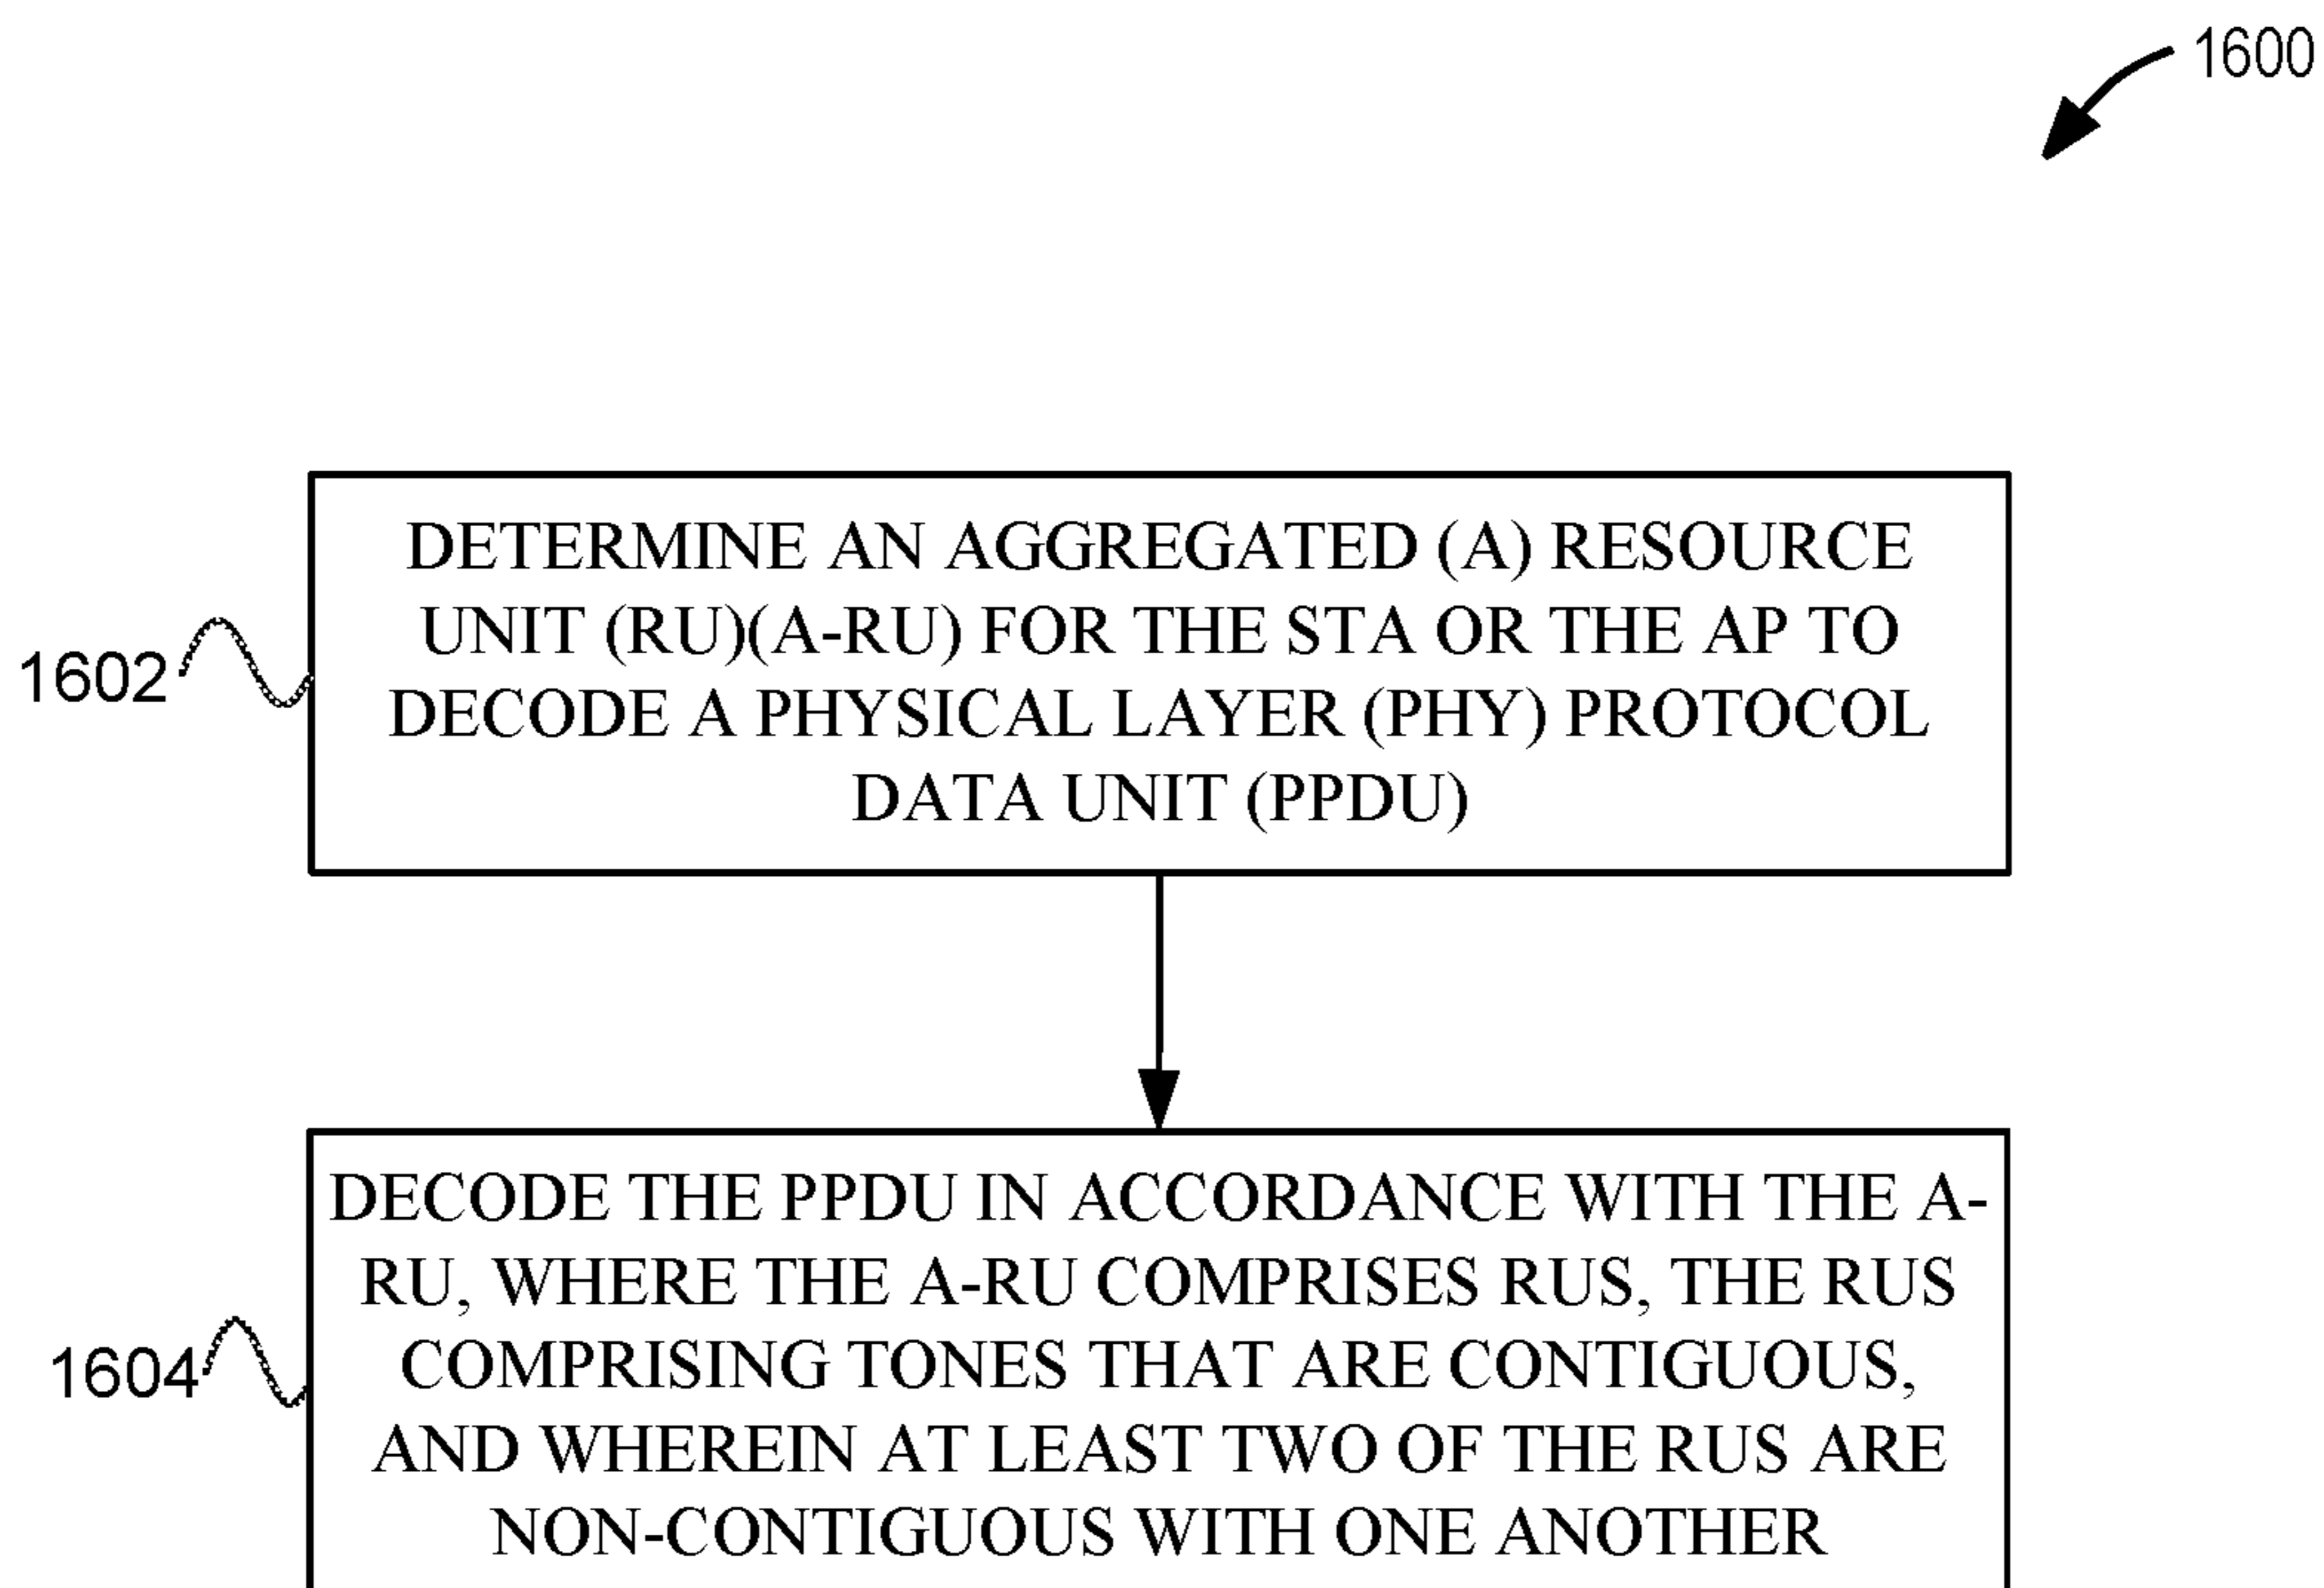 1600
DETERMINE AN AGGREGATED (A) RESOURCE
UNIT (RU)(A-RU) FOR THE STA OR THE AP TO
DECODE A PHYSICAL LAYER (PHY) PROTOCOL
DATA UNIT (PPDU)
1602
DECODE THE PPDU IN ACCORDANCE WITH THE A-
RU, WHERE THE A-RU COMPRISES RUS, THE RUS
COMPRISING TONES THAT ARE CONTIGUOUS,
AND WHEREIN AT LEAST TWO OF THE RUS ARE
NON-CONTIGUOUS WITH ONE ANOTHER
1604